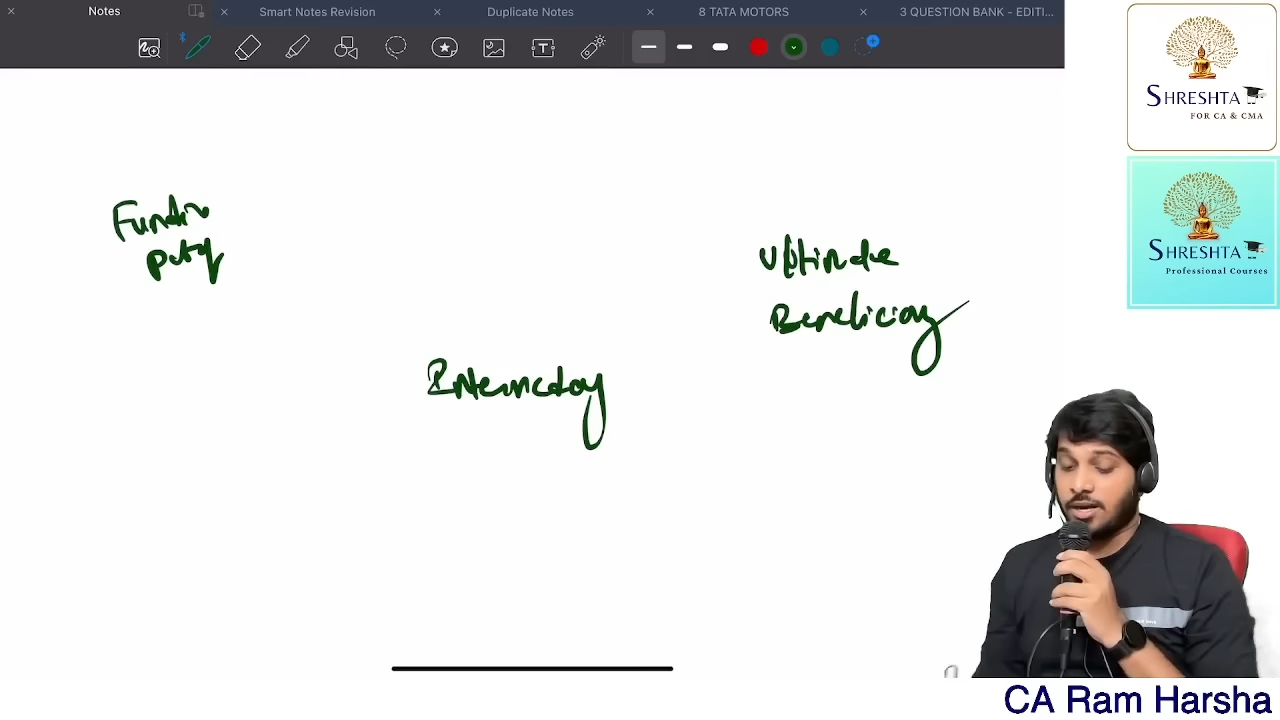 Notes
Smart Notes Revision
Duplicate Notes
8 TATA MOTORS
3 QUESTION BANK - EDITI...
SHRESHTA
FOR CA & CMA
SHRESHTA
Professional Courses
Fundin
party
Ultimate
Beneficiary
Intermediary
CA Ram Harsha